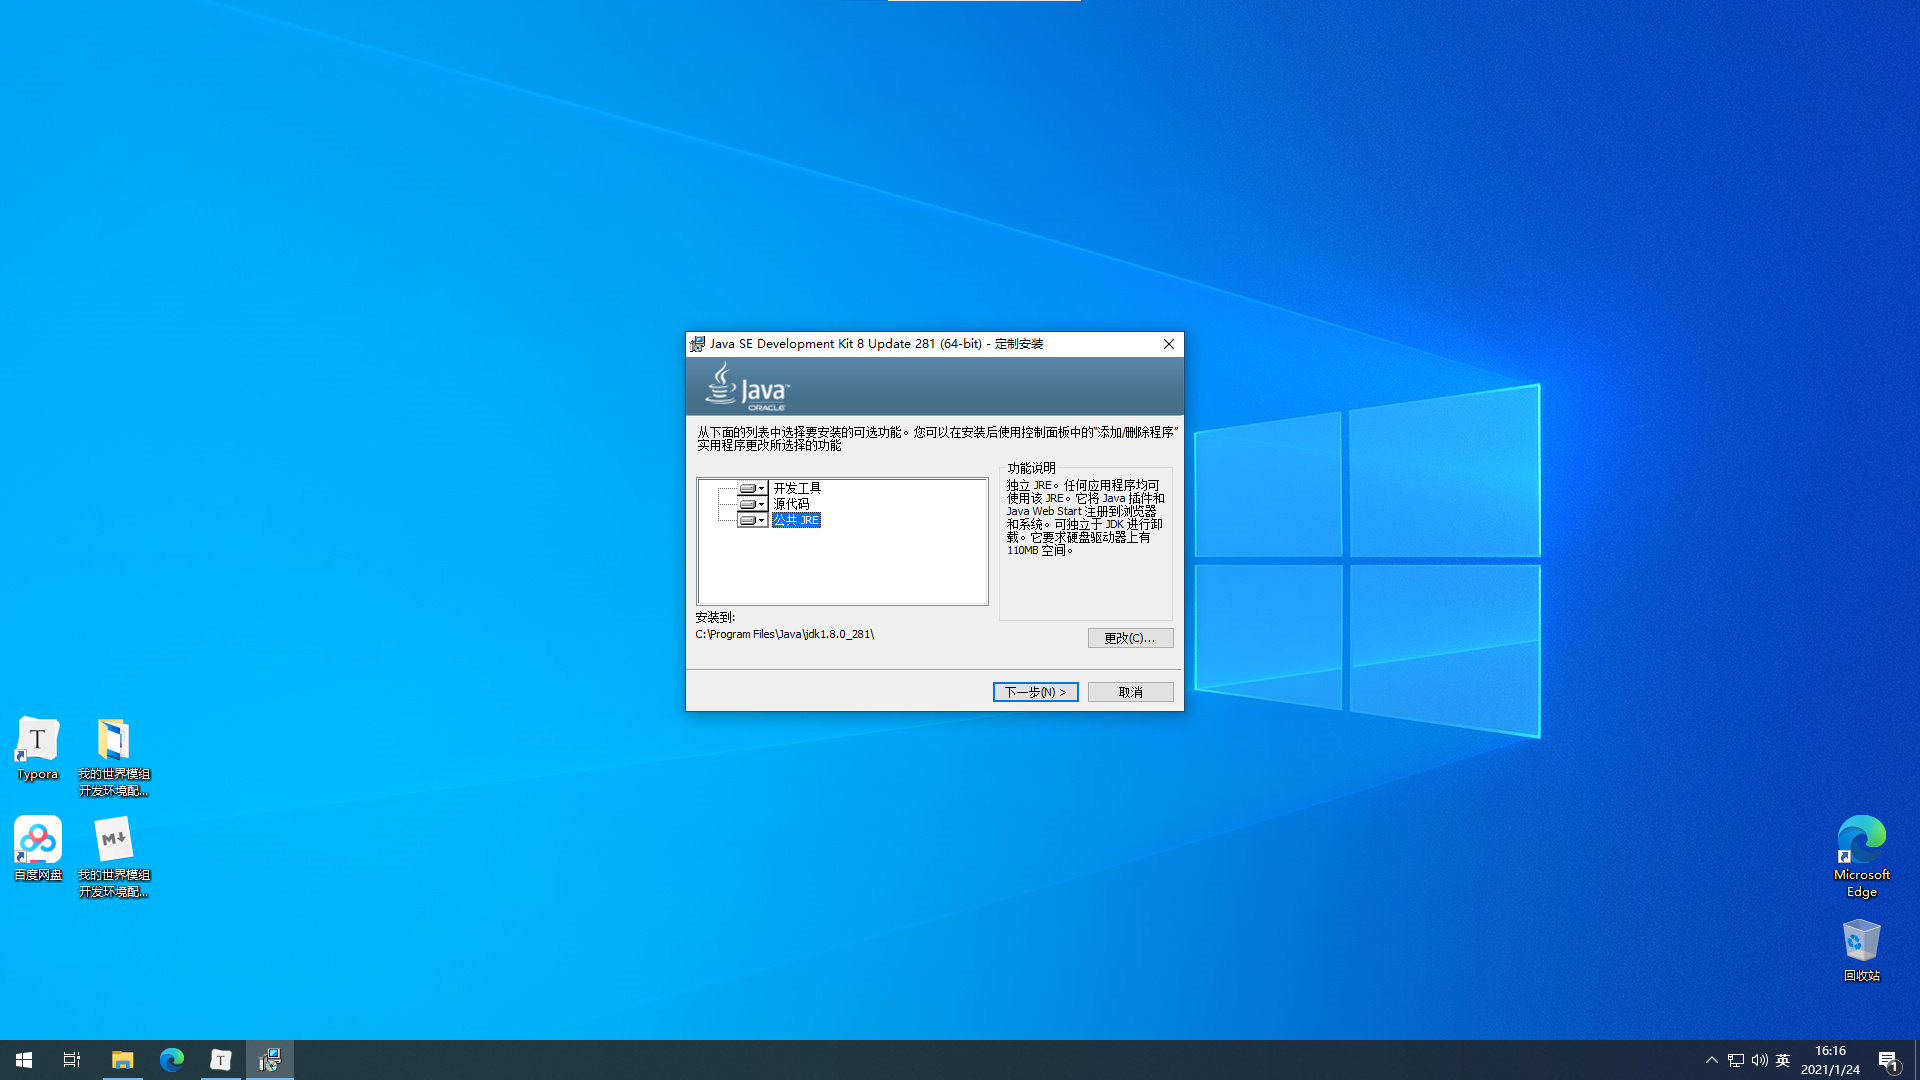 Java SE Development Kit 8 Update 281 (64-bit) - 定制安装
Java™
ORACLE
从下面的列表中选择要安装的可选功能。您可以在安装后使用控制面板中的"添加/删除程序"
实用程序更改所选择的功能
开发工具
源代码
公共 JRE
功能说明
独立 JRE。任何应用程序均可
使用该 JRE。它将 Java 插件和
Java Web Start 注册到浏览器
和系统。可独立于 JDK 进行卸
载。它要求硬盘驱动器上有
110MB 空间。
安装到:
C:\Program Files\Java\jdk1.8.0_281\
更改(C)...
下一步(N) >
取消
T
Typora
我的世界模组
开发环境配...
百度网盘
M
我的世界模组
开发环境配...
Microsoft
Edge
回收站
T
英
16:16
2021/1/24
1